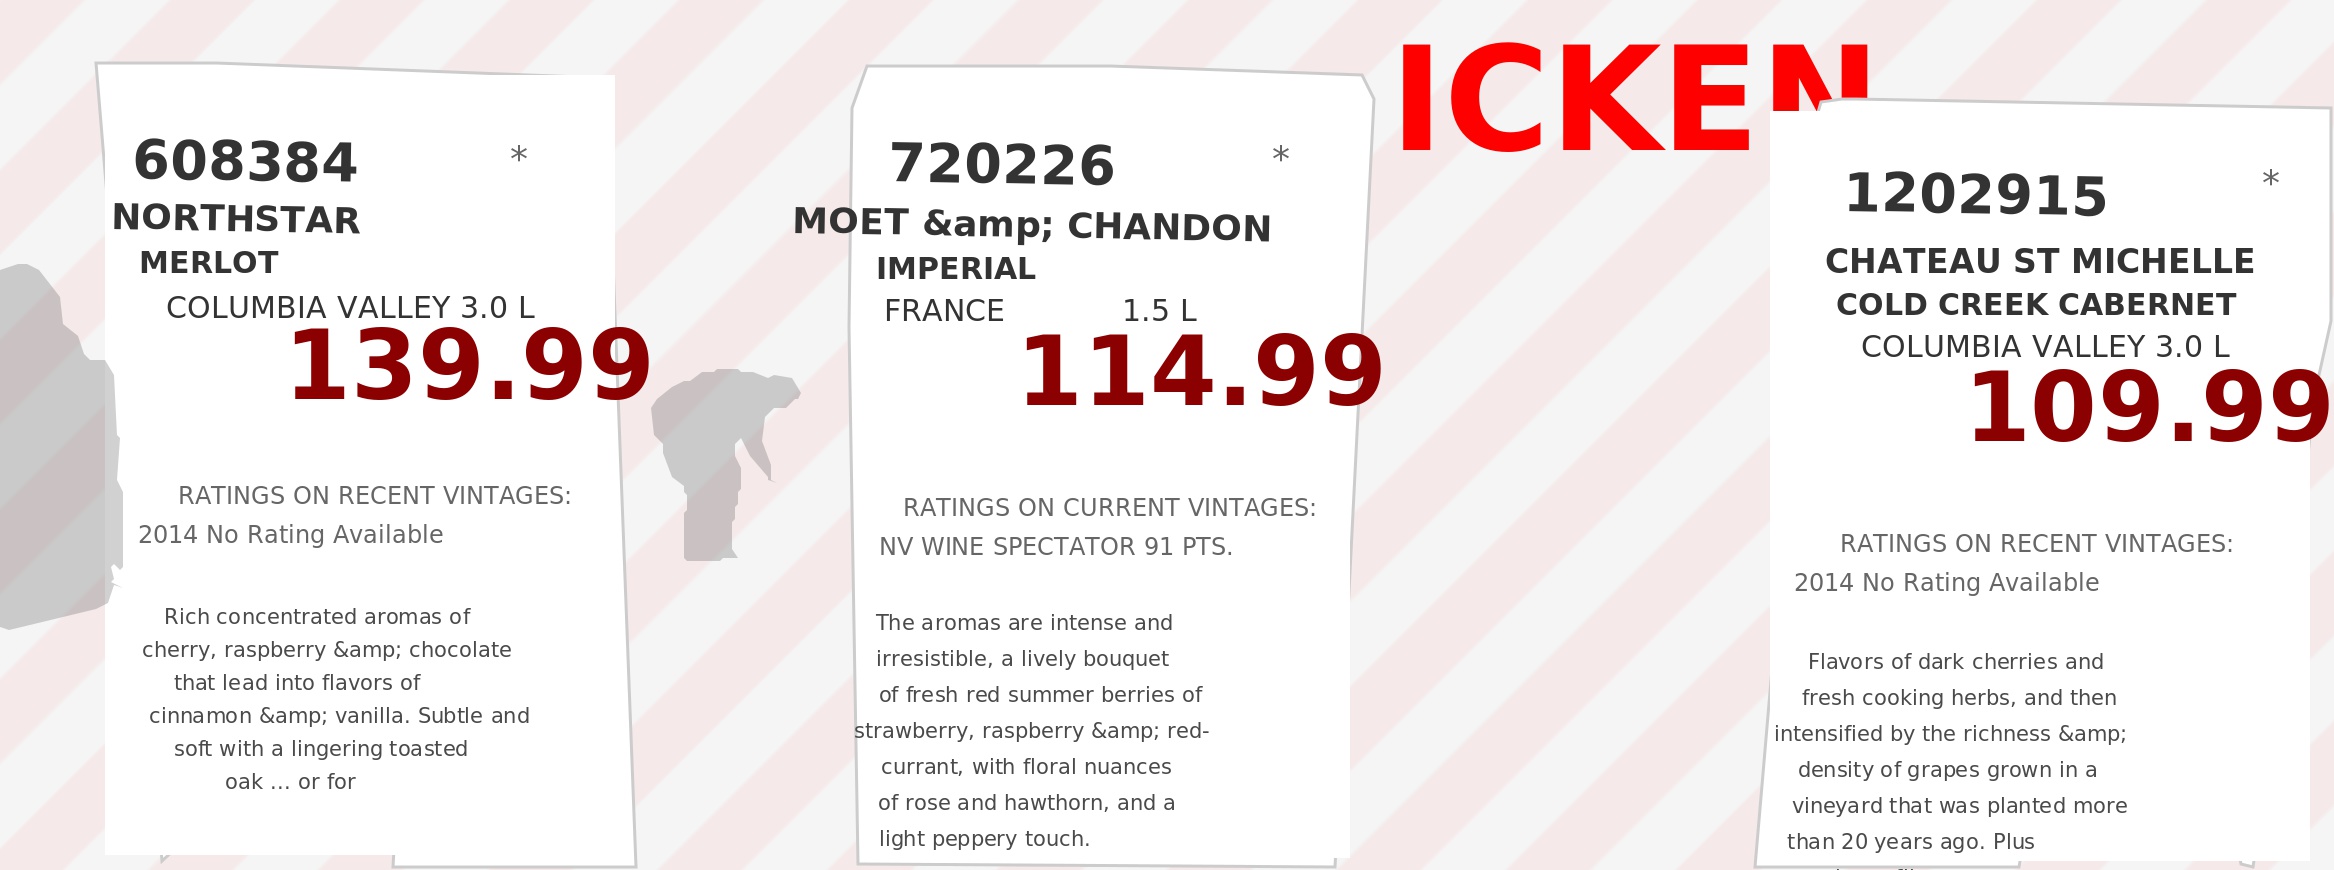 ICKEN
608384 *
NORTHSTAR
MERLOT
COLUMBIA VALLEY 3.0 L
139.99
RATINGS ON RECENT VINTAGES:
2014 No Rating Available
Rich concentrated aromas of
cherry, raspberry &amp; chocolate
that lead into flavors of
cinnamon &amp; vanilla. Subtle and
soft with a lingering toasted
oak ... or for
720226 *
MOET &amp; CHANDON
IMPERIAL
FRANCE 1.5 L
114.99
RATINGS ON CURRENT VINTAGES:
NV WINE SPECTATOR 91 PTS.
The aromas are intense and
irresistible, a lively bouquet
of fresh red summer berries of
strawberry, raspberry &amp; red-
currant, with floral nuances
of rose and hawthorn, and a
light peppery touch.
1202915 *
CHATEAU ST MICHELLE
COLD CREEK CABERNET
COLUMBIA VALLEY 3.0 L
109.99
RATINGS ON RECENT VINTAGES:
2014 No Rating Available
Flavors of dark cherries and
fresh cooking herbs, and then
intensified by the richness &amp;
density of grapes grown in a
vineyard that was planted more
than 20 years ago. Plus